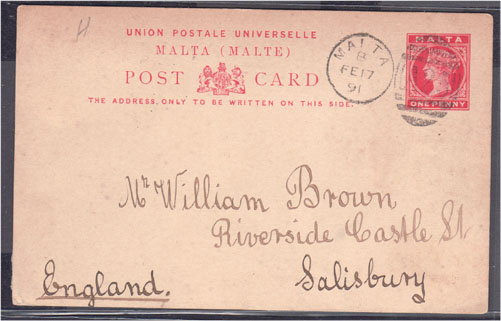 H
UNION POSTALE UNIVERSELLE
MALTA (MALTE)
POST CARD
THE ADDRESS ONLY TO BE WRITTEN ON THIS SIDE.
MALTA
B
FE 17
91
MALTA
ONE PENNY
Mr William Brown
Riverside Castle St
Salisbury
England.